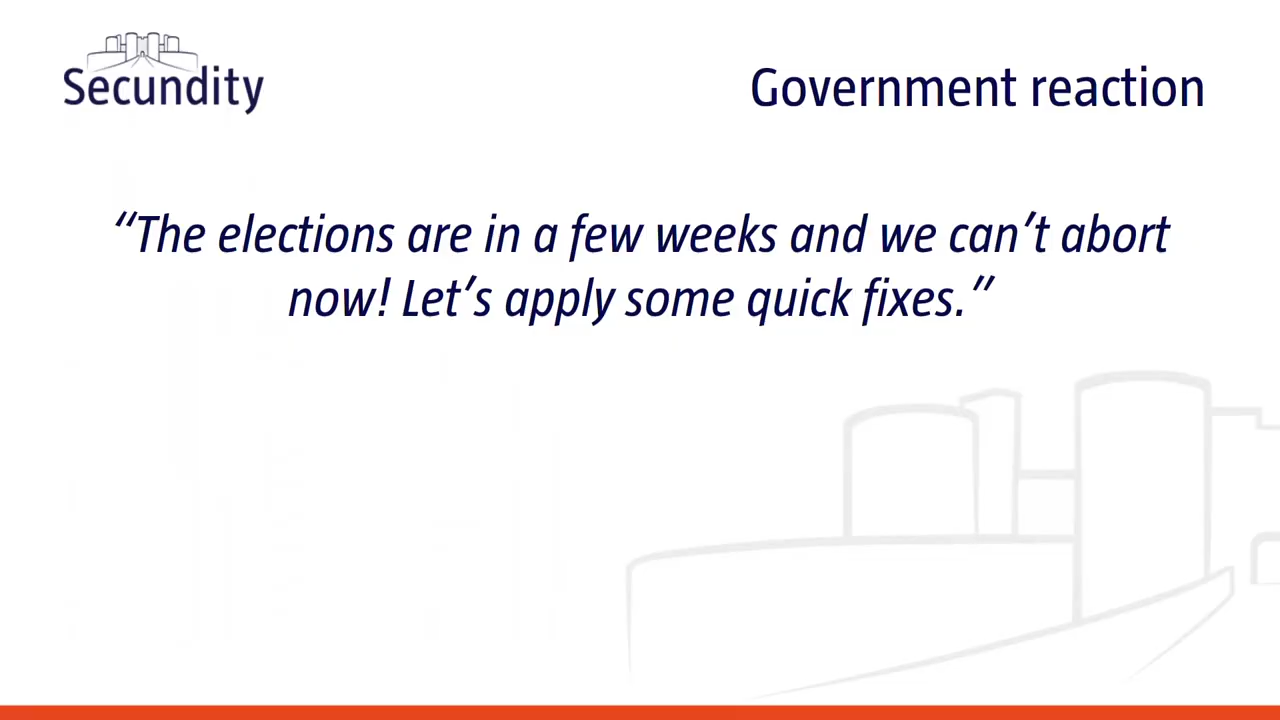 Secundity
Government reaction
“The elections are in a few weeks and we can’t abort
now! Let’s apply some quick fixes.”